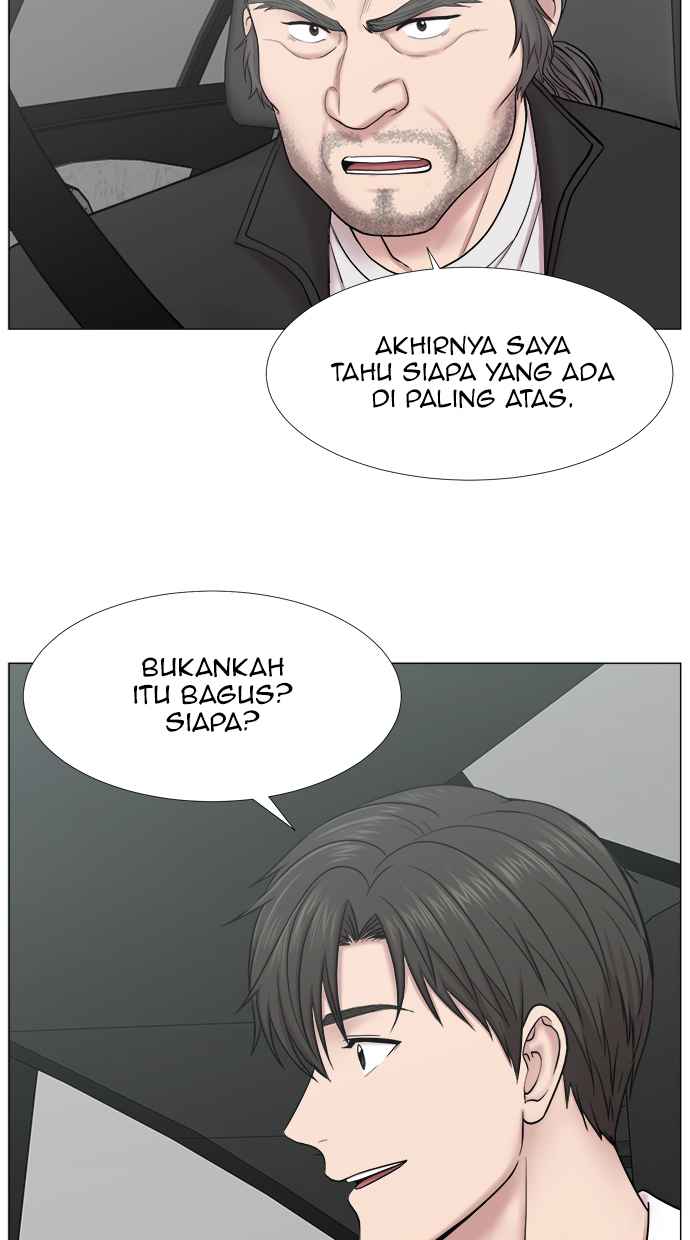 AKHIRNYA SAYA
TAHU SIAPA YANG ADA
DI PALING ATAS.
BUKANKAH
ITU BAGUS?
SIAPA?